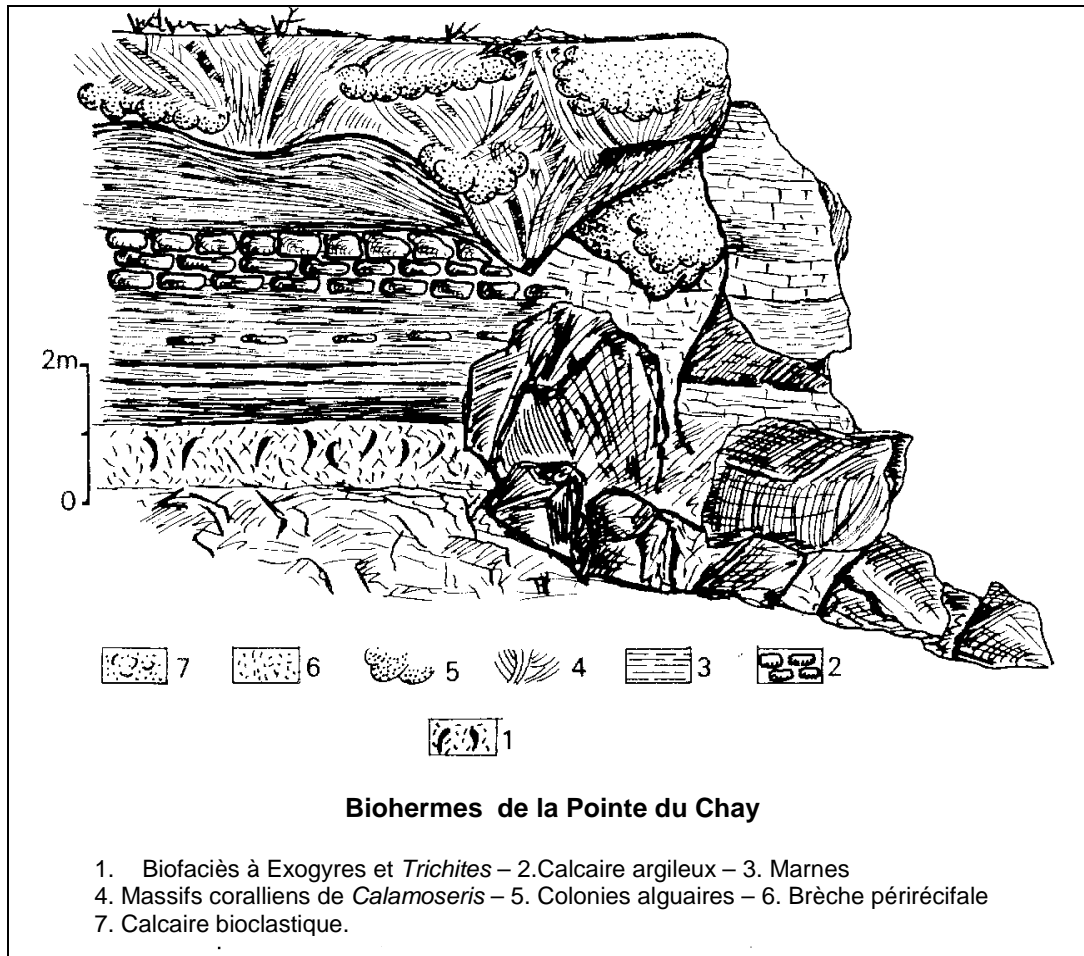 2m
1
0
7 6 5 4 3 2
1
Biohermes de la Pointe du Chay
1. Biofaciès à Exogyres et Trichites – 2.Calcaire argileux – 3. Marnes
4. Massifs coralliens de Calamoseris – 5. Colonies alguaires – 6. Brèche périrécifale
7. Calcaire bioclastique.